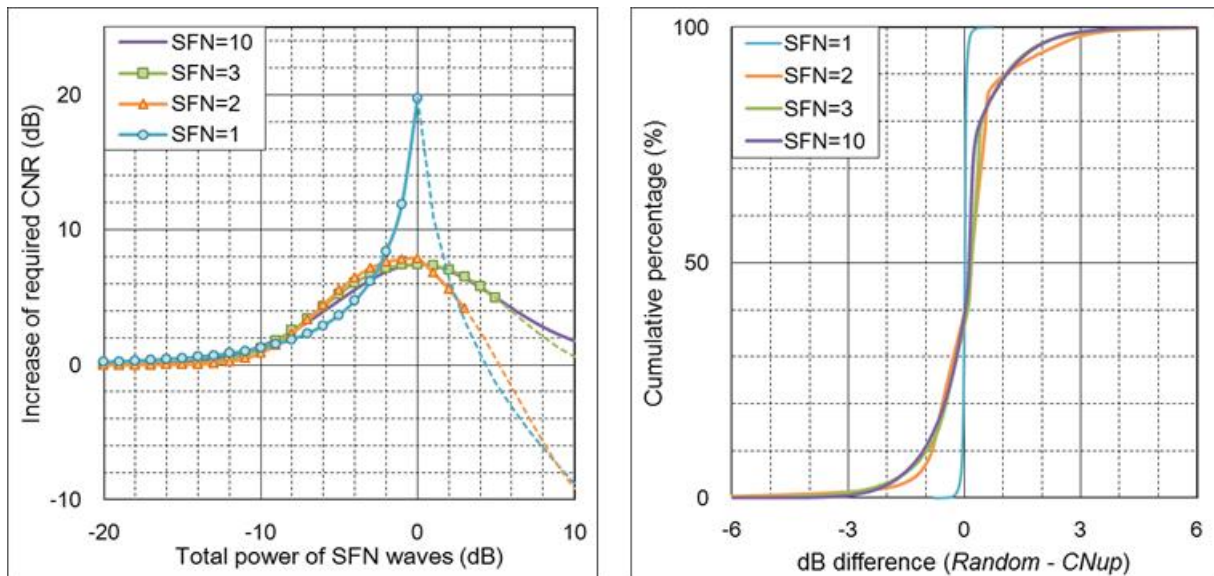 SFN=10
SFN=3
SFN=2
SFN=1
20
10
0
-10
-20
-10
0
10
Increase of required CNR (dB)
Total power of SFN waves (dB)
SFN=1
SFN=2
SFN=3
SFN=10
100
50
0
-6
-3
0
3
6
Cumulative percentage (%)
dB difference (Random - CNup)